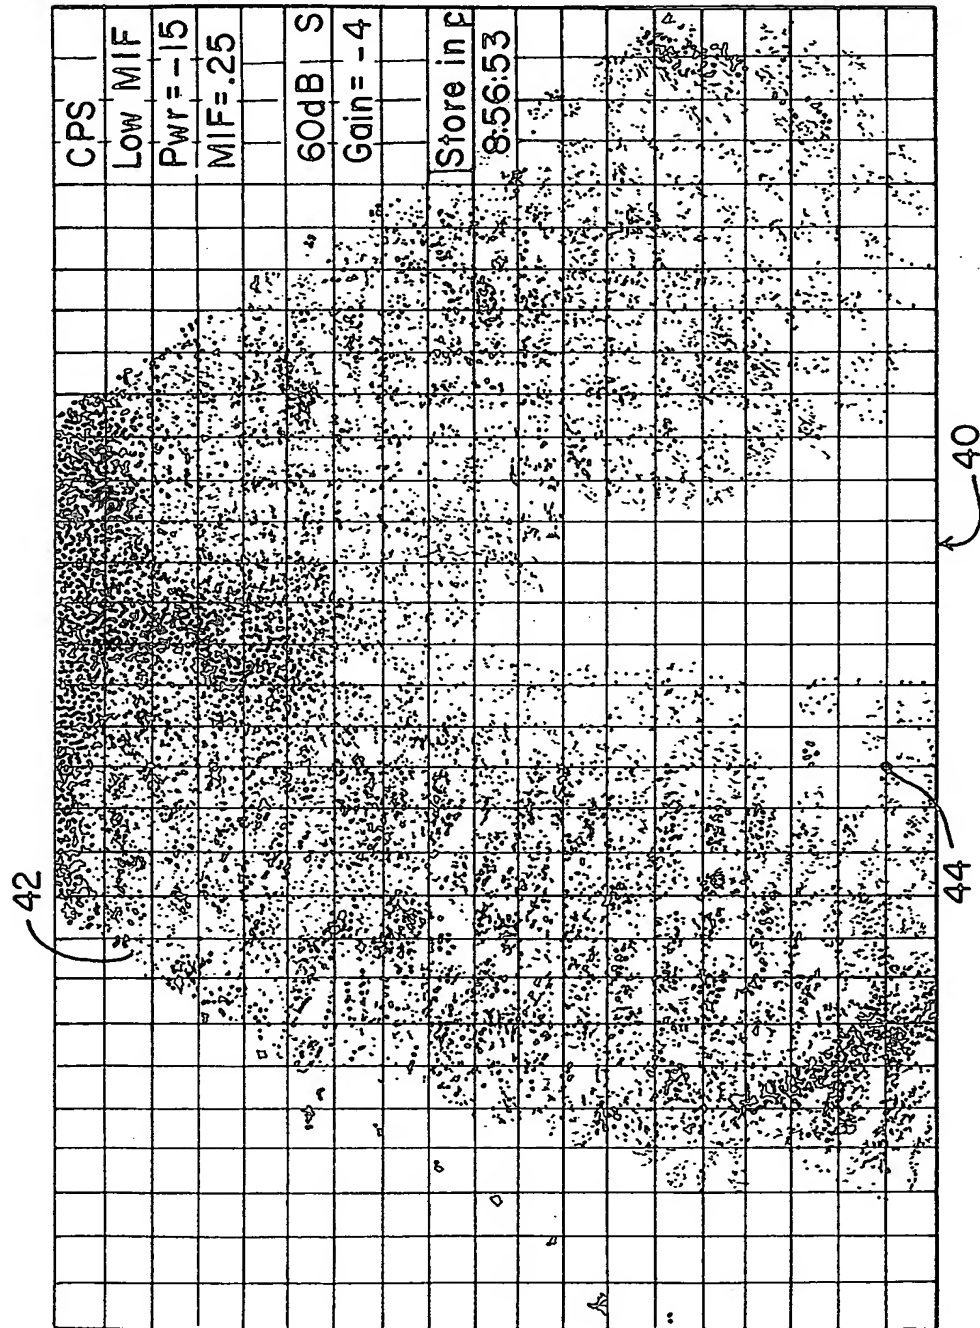 CPS
Low MIF
Pwr=-15
MIF=.25
60dB S
Gain=-4
Store in p
8:56:53
42
44
40